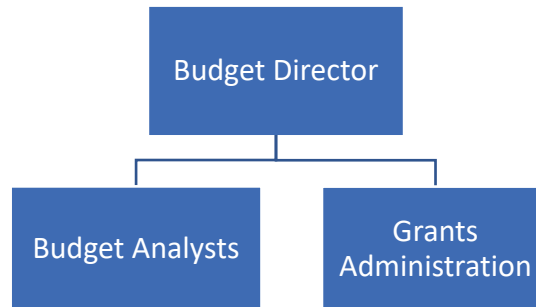 Budget Director
Budget Analysts
Grants
Administration